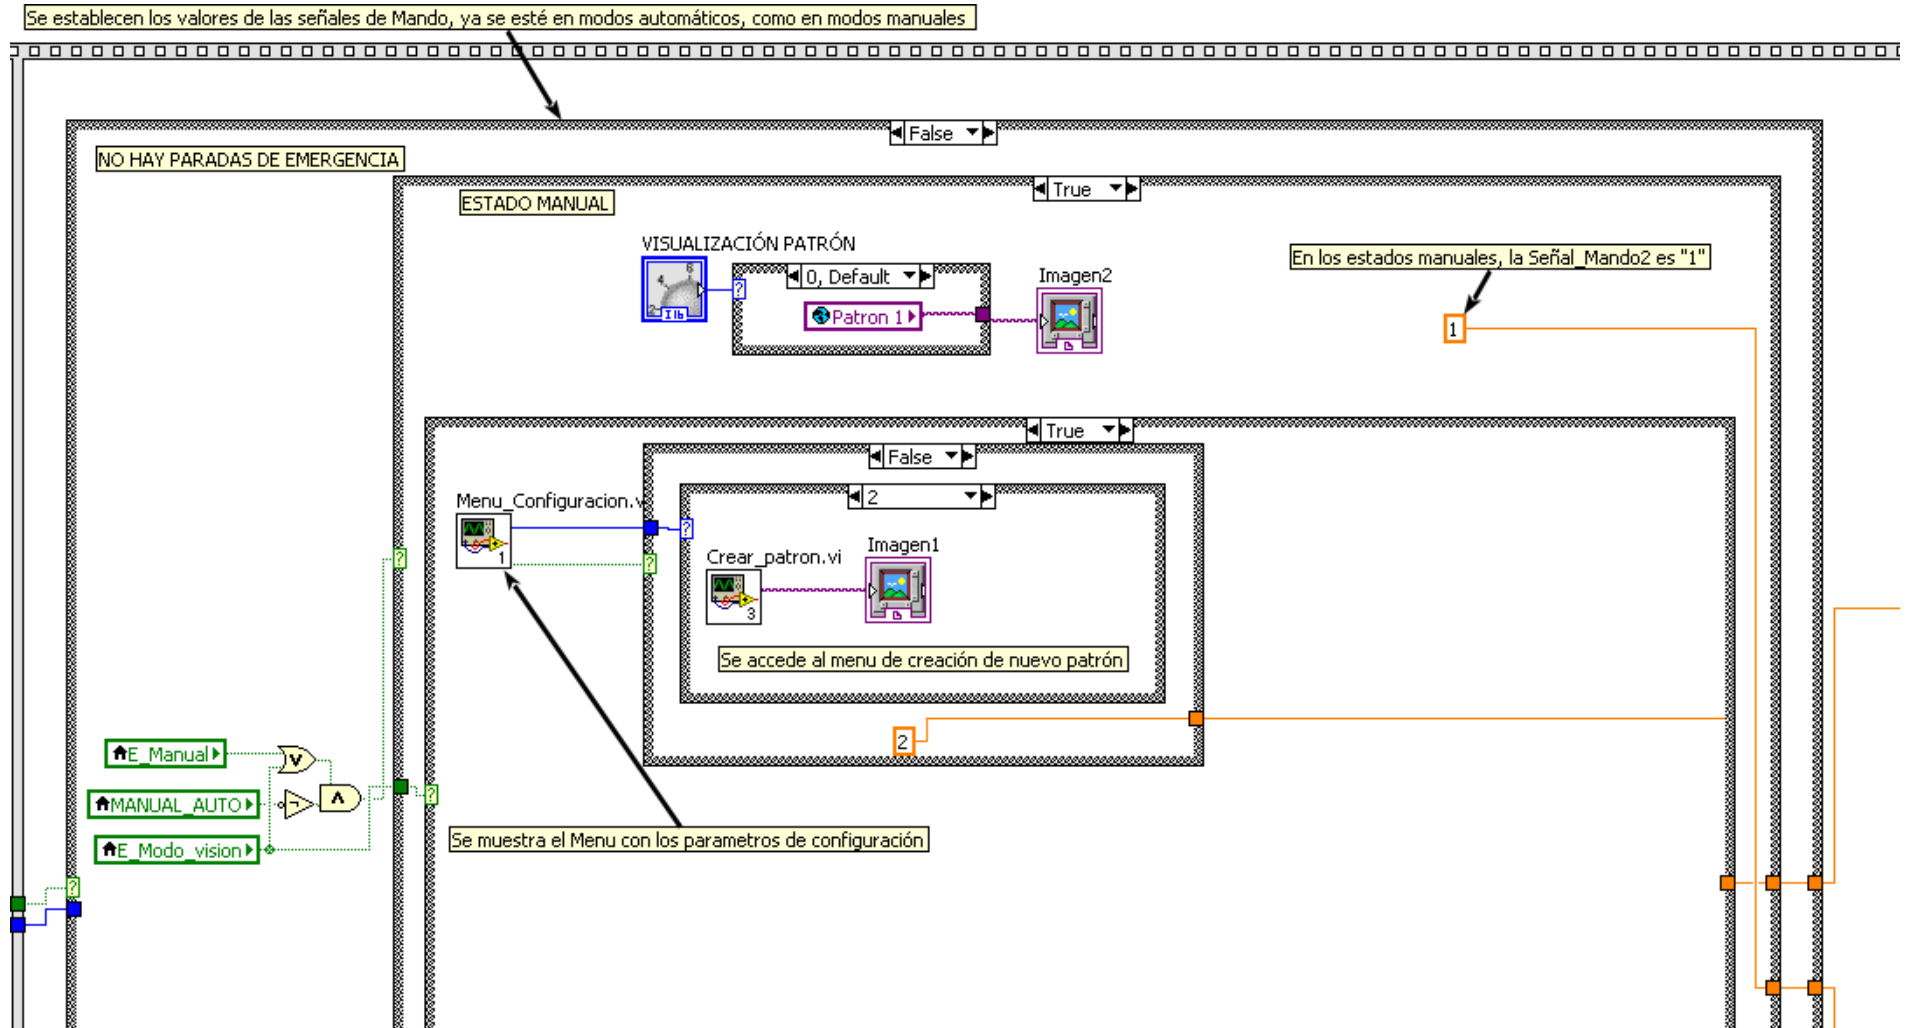 Se establecen los valores de las señales de Mando, ya se esté en modos automáticos, como en modos manuales
False
NO HAY PARADAS DE EMERGENCIA
True
ESTADO MANUAL
VISUALIZACIÓN PATRÓN
En los estados manuales, la Señal_Mando2 es "1"
0, Default
Imagen2
Patron 1
1
True
False
2
Menu_Configuracion.v
1
Imagen1
Crear_patron.vi
3
Se accede al menu de creación de nuevo patrón
2
E_Manual
MANUAL_AUTO
E_Modo_vision
Se muestra el Menu con los parametros de configuración